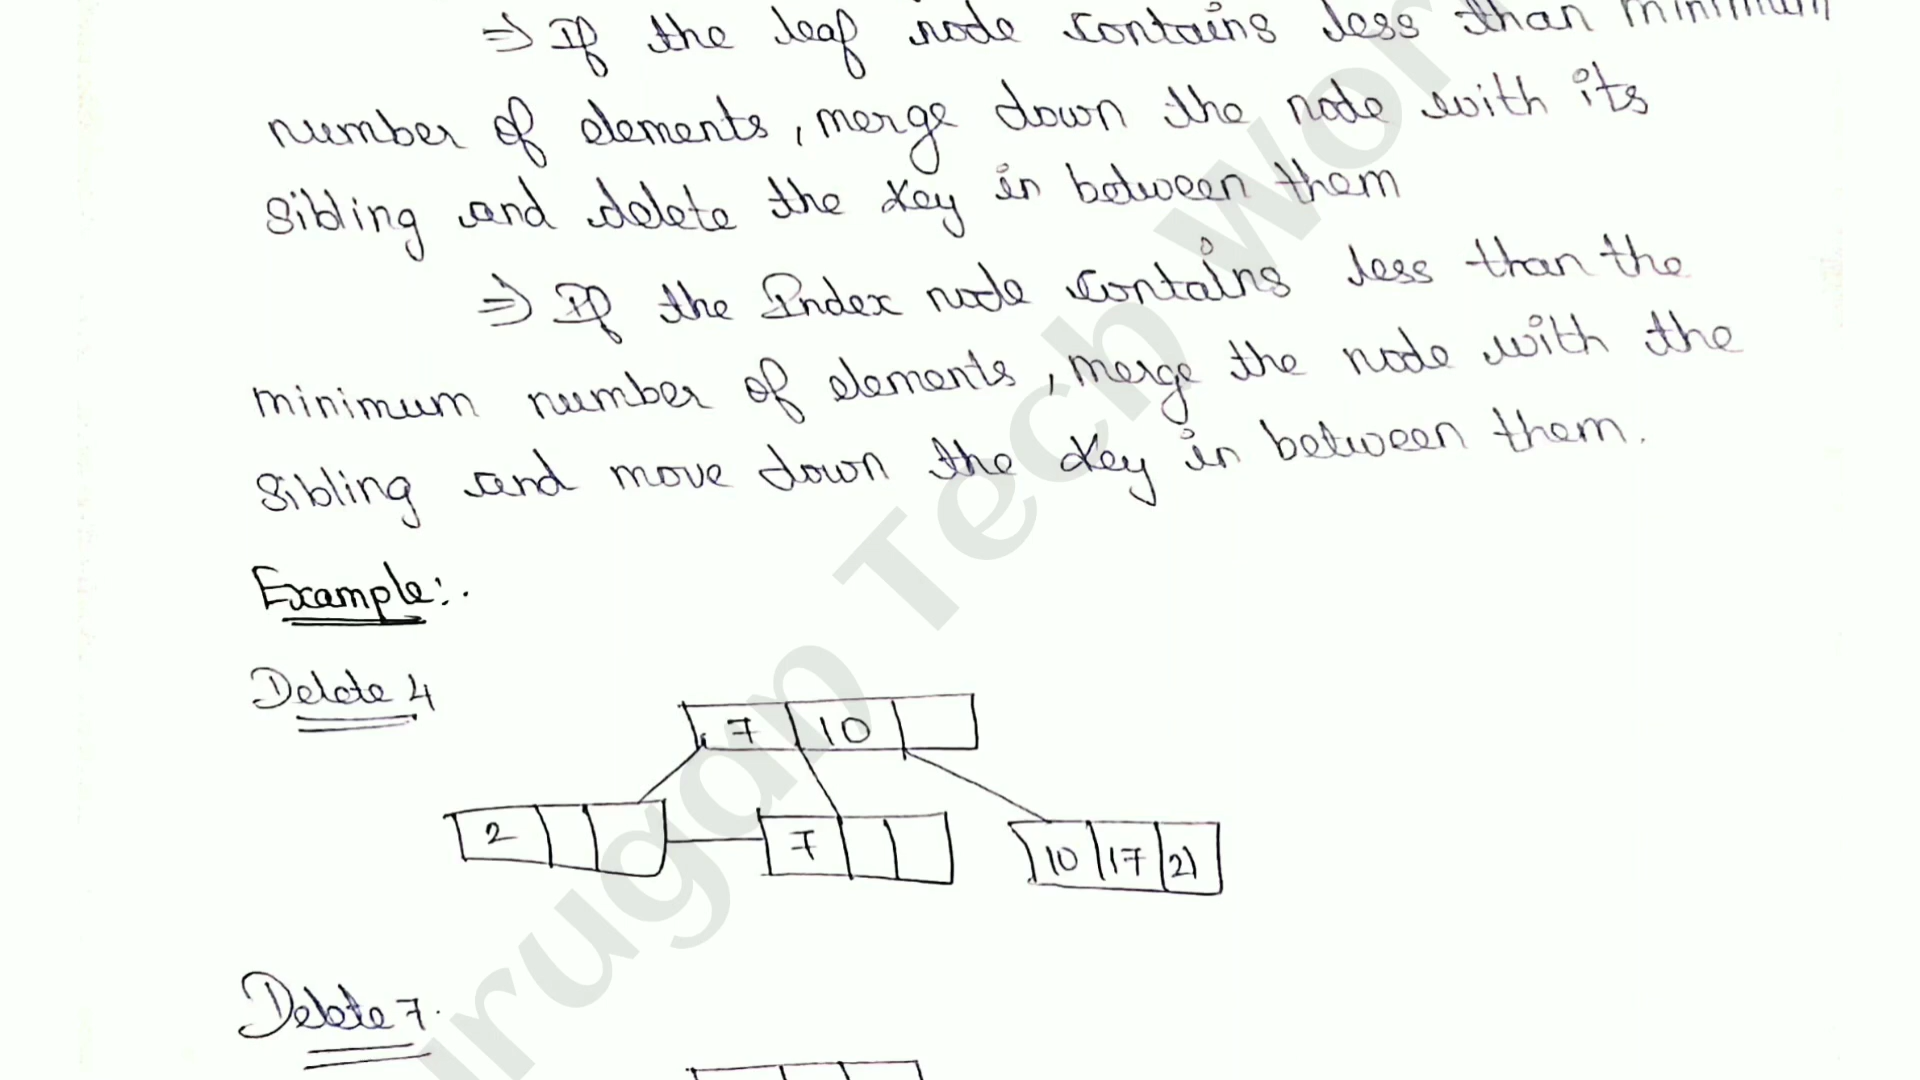 ⇒ If the leaf node contains less than minimum
number of elements, merge down the node with its
sibling and delete the key in between them
⇒ If the Index node contains less than the
minimum number of elements, merge the node with the
sibling and move down the key in between them.
Example:.
Delete 4
7 10
2
7
10 17 21
Delete 7.
rugan Tech Wor